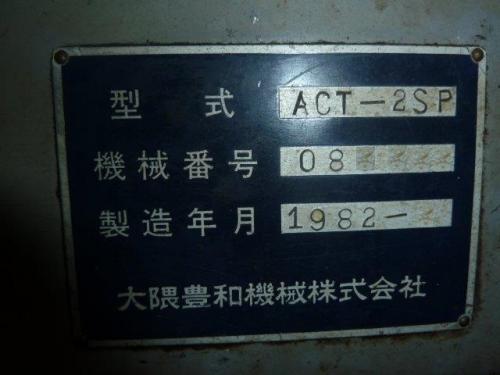 型式 ACT-2SP
機械番号 08
製造年月 1982-
大隈豊和機械株式会社